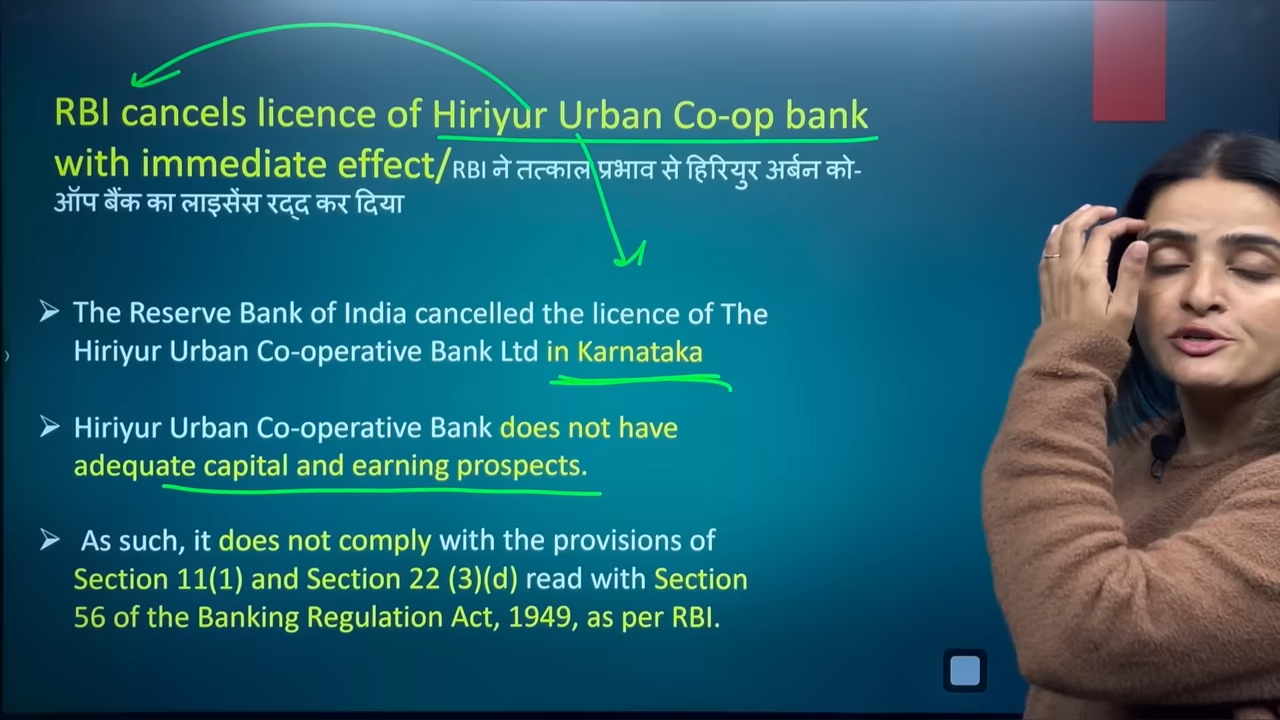 RBI cancels licence of Hiriyur Urban Co-op bank
with immediate effect/RBI ने तत्काल प्रभाव से हिरियुर अर्बन को-
ऑप बैंक का लाइसेंस रद्द कर दिया
➤ The Reserve Bank of India cancelled the licence of The
Hiriyur Urban Co-operative Bank Ltd in Karnataka
➤ Hiriyur Urban Co-operative Bank does not have
adequate capital and earning prospects.
➤ As such, it does not comply with the provisions of
Section 11(1) and Section 22 (3)(d) read with Section
56 of the Banking Regulation Act, 1949, as per RBI.